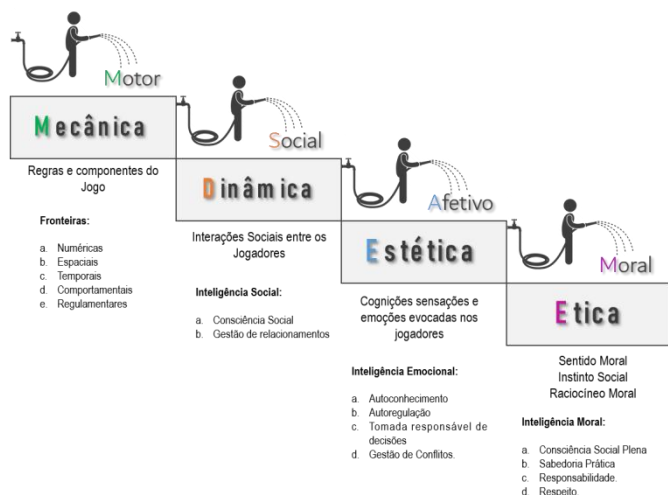 Motor
Mecânica
Regras e componentes do
Jogo
Fronteiras:
a. Numéricas
b. Espaciais
c. Temporais
d. Comportamentais
e. Regulamentares
Social
Dinâmica
Interações Sociais entre os
Jogadores
Inteligência Social:
a. Consciência Social
b. Gestão de relacionamentos
Afetivo
Estética
Cognições sensações e
emoções evocadas nos
jogadores
Inteligência Emocional:
a. Autoconhecimento
b. Autoregulação
c. Tomada responsável de
decisões
d. Gestão de Conflitos.
Moral
Etica
Sentido Moral
Instinto Social
Raciocíneo Moral
Inteligência Moral:
a. Consciência Social Plena
b. Sabedoria Prática
c. Responsabilidade.
d. Respeito